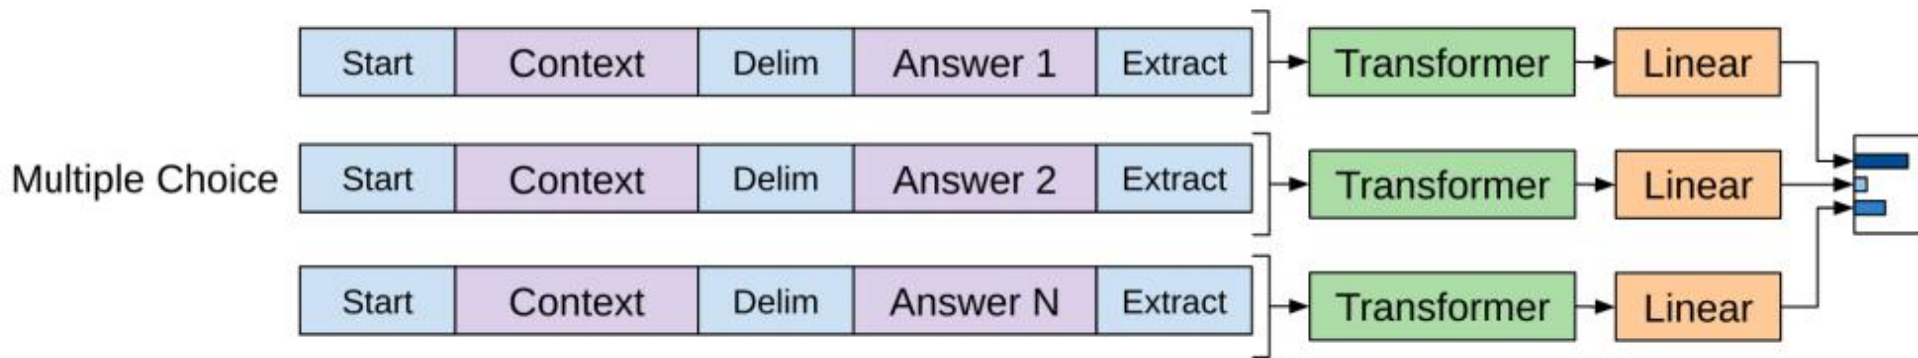 Start Context Delim Answer 1 Extract Transformer Linear
Multiple Choice Start Context Delim Answer 2 Extract Transformer Linear
Start Context Delim Answer N Extract Transformer Linear